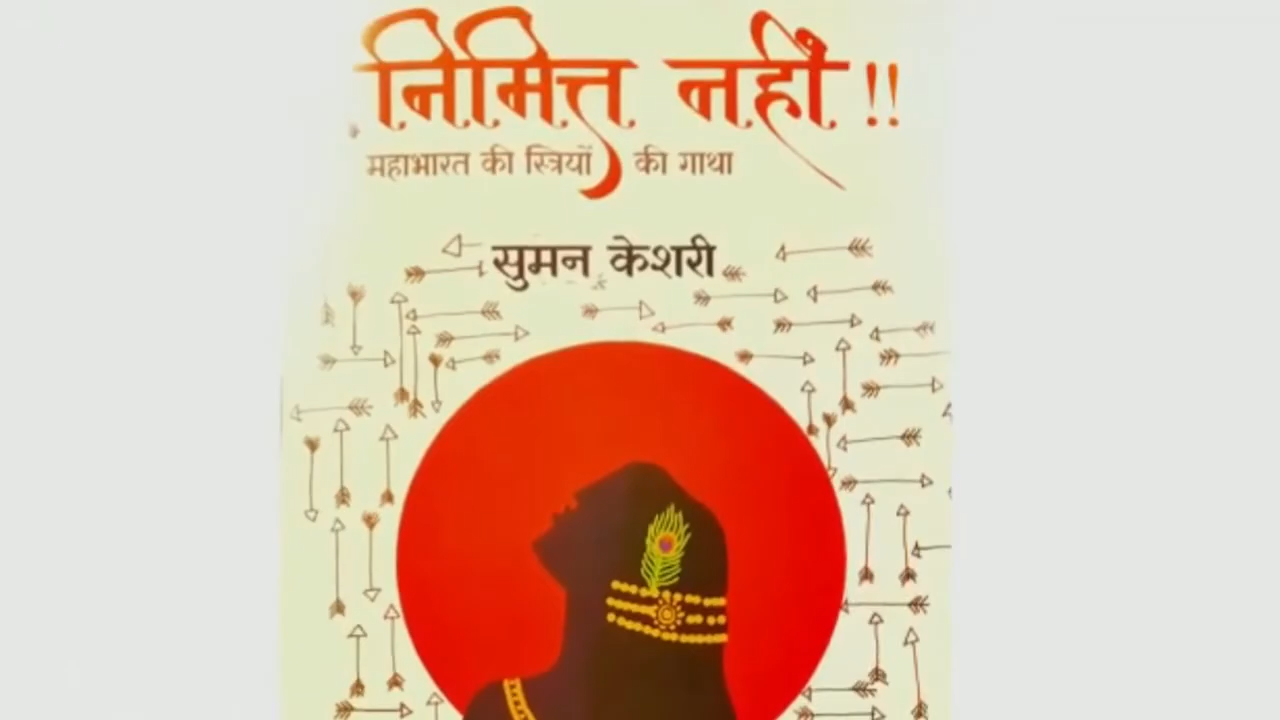 निमित्त नहीं !!
महाभारत की स्त्रियों की गाथा
सुमन केशरी